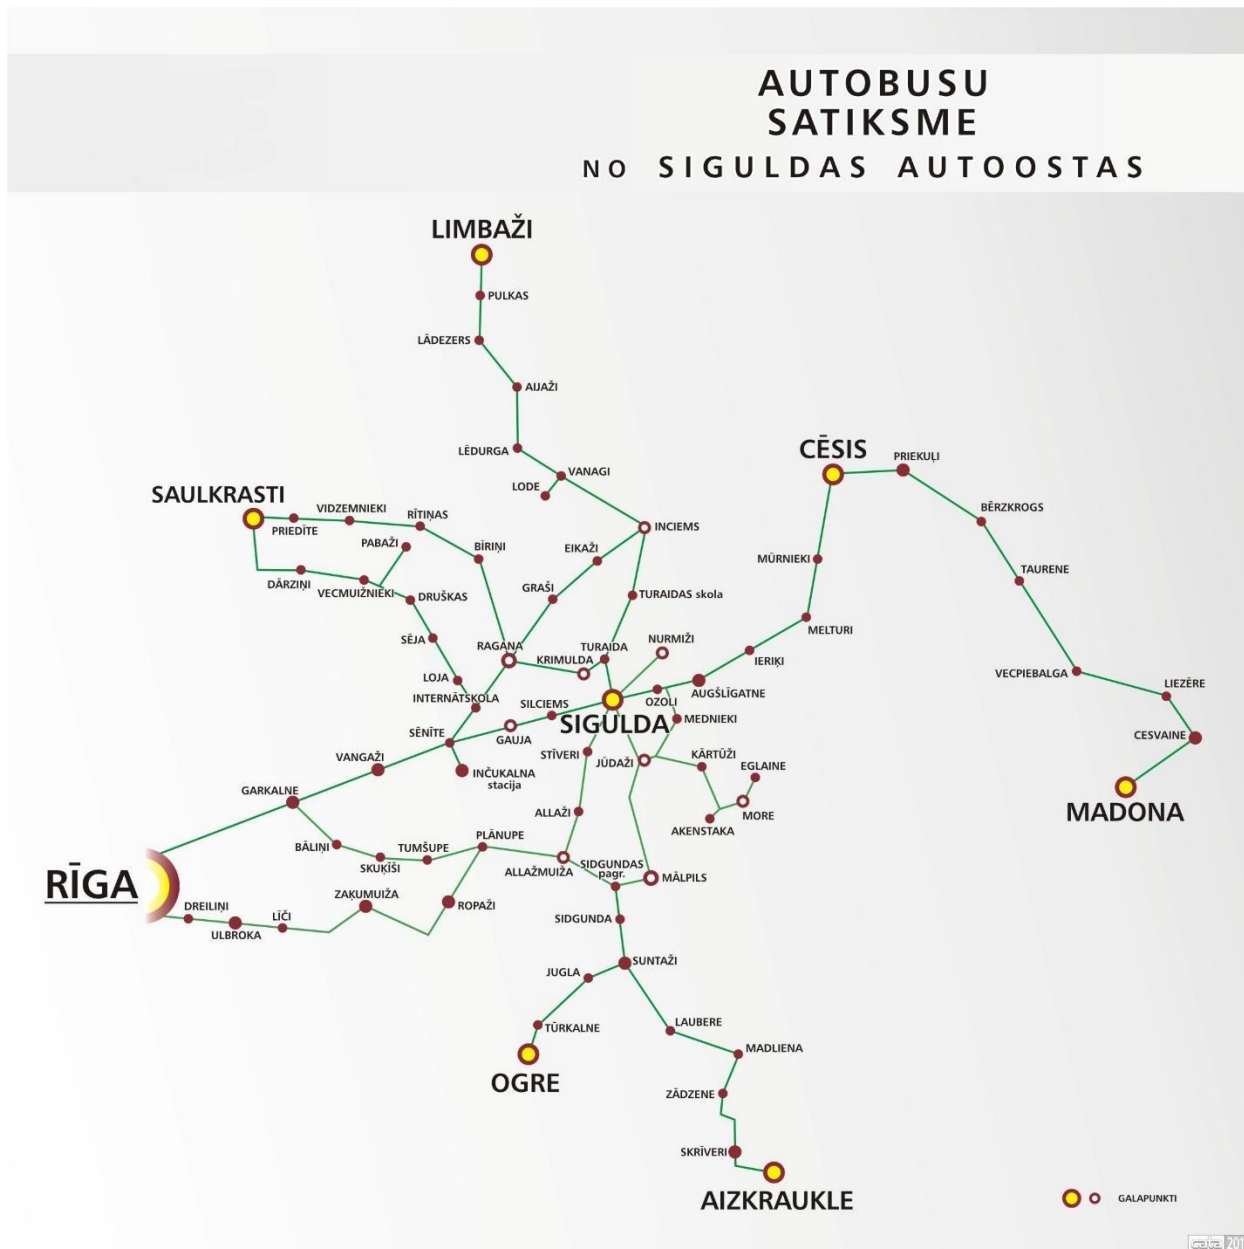 AUTOBUSU
SATIKSME
NO SIGULDAS AUTOOSTAS
LIMBAŽI
PULKAS
LĀDEZERS
AIJAŽI
LĒDURGA
VANAGI
LODE
CĒSIS
PRIEKUĻI
SAULKRASTI
VIDZEMNIEKI
RĪTIŅAS
PRIEDĪTE
PABAŽI
BĪRIŅI
EIKAŽI
INCIEMS
BĒRZKROGS
MŪRNIEKI
DĀRZIŅI
VECMUIŽNIEKI
DRUŠKAS
GRAŠI
TURAIDAS skola
TAURENE
SĒJA
RAGANA
KRIMULDA
TURAIDA
NURMIŽI
MELTURI
IERIĶI
LOJA
INTERNĀTSKOLA
SILCIEMS
OZOLI
AUGŠLĪGATNE
VECPIEBALGA
LIEZĒRE
SIGULDA
MEDNIEKI
SĒNĪTE
GAUJA
CESVAINE
VANGAŽI
STĪVERI
JŪDAŽI
KĀRTŪŽI
EGLAINE
INČUKALNA
stacija
GARKALNE
ALLAŽI
MORE
AKENSTAKA
MADONA
BĀLIŅI
SKUĶĪŠI
TUMŠUPE
PLĀNUPE
ALLAŽMUIŽA
SIDGUNDAS
pagr.
MĀLPILS
RĪGA
DREILIŅI
ULBROKA
LĪČI
ZAĶUMUIŽA
ROPAŽI
SIDGUNDA
SUNTAŽI
JUGLA
TŪRKALNE
LAUBERE
MADLIENA
OGRE
ZĀDZENE
SKRĪVERI
AIZKRAUKLE
GALAPUNKTI
cata 201